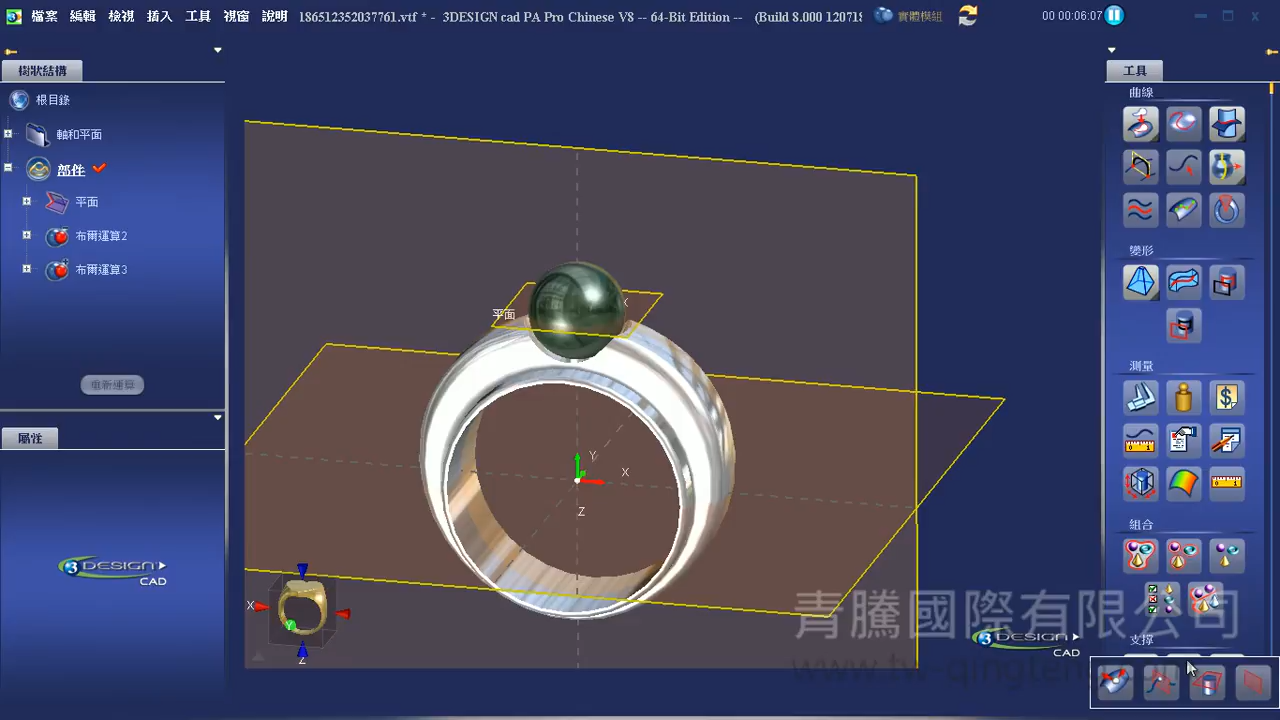 檔案 編輯 檢視 插入 工具 視窗 說明 186512352037761.vtf * - 3DESIGN cad PA Pro Chinese V8 -- 64-Bit Edition -- (Build 8.000 120718 實體模組 00 00:06:07
樹狀結構
根目錄
軸和平面
部件
平面
布爾運算2
布爾運算3
重新運算
屬性
3DESIGN CAD
平面
X
Y
X
Z
X
Y
Z
工具
曲線
變形
測量
組合
支撐
青騰國際有限公司
3DESIGN CAD